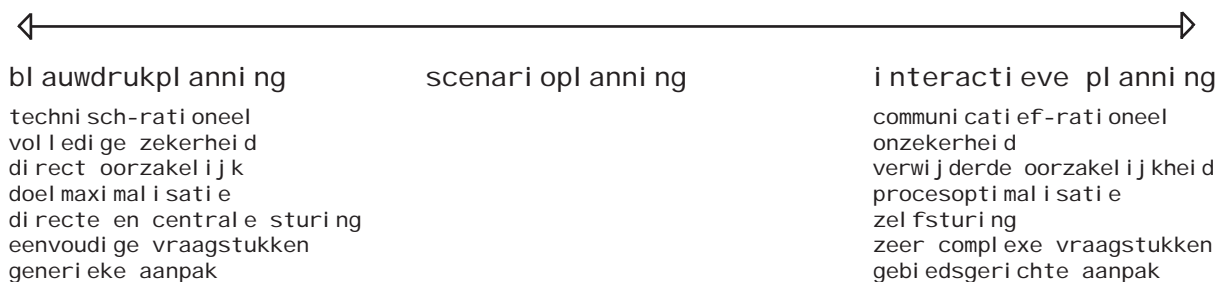 blauwdrukplanning
technisch-rationeel
volledige zekerheid
direct oorzakelijk
doelmaximalisatie
directe en centrale sturing
eenvoudige vraagstukken
generieke aanpak
scenarioplanning
interactieve planning
communicatief-rationeel
onzekerheid
verwijderde oorzakelijkheid
procesoptimalisatie
zelfsturing
zeer complexe vraagstukken
gebiedsgerichte aanpak